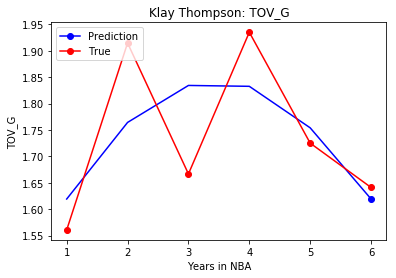 Klay Thompson: TOV_G
Prediction
True
TOV_G
1.95
1.90
1.85
1.80
1.75
1.70
1.65
1.60
1.55
1 2 3 4 5 6
Years in NBA